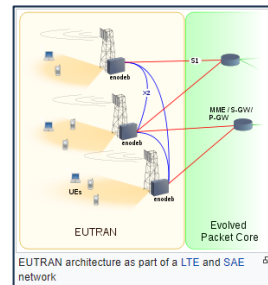 enodeb
S1
X2
MME / S-GW/
P-GW
enodeb
UEs
enodeb
EUTRAN
Evolved
Packet Core
EUTRAN architecture as part of a LTE and SAE
network